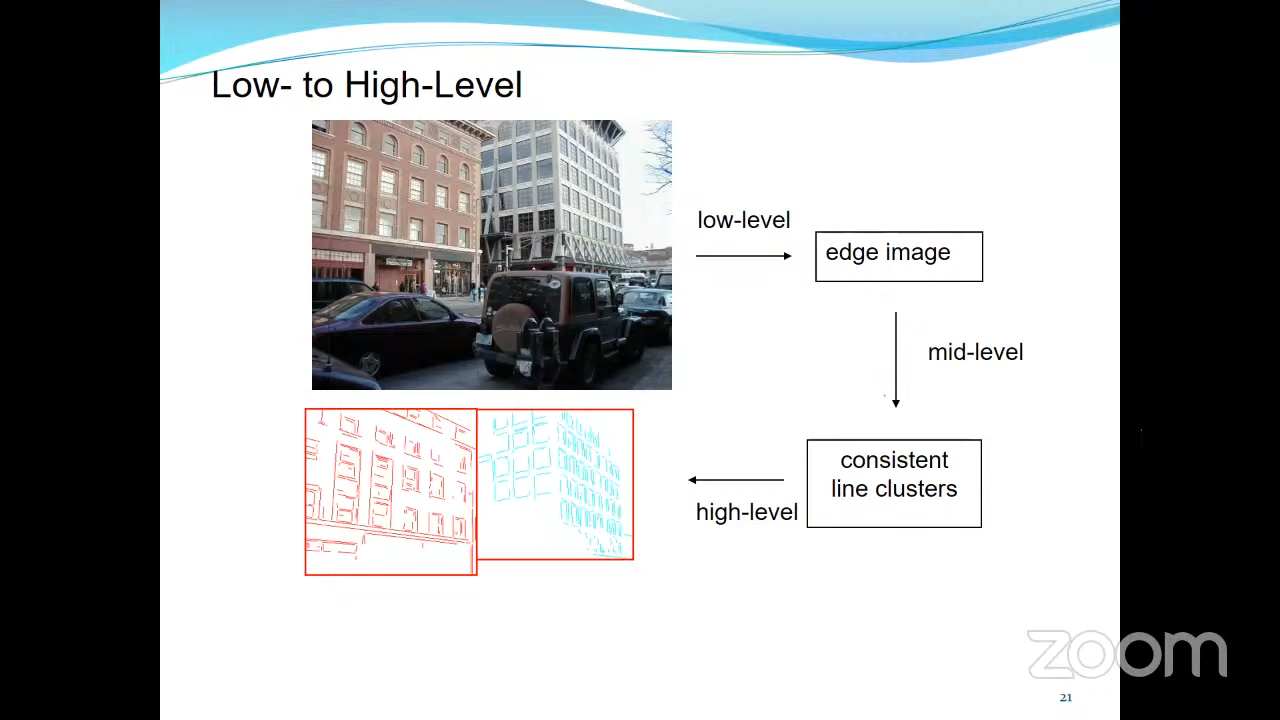 Low- to High-Level
low-level
edge image
mid-level
consistent
line clusters
high-level
zoom
21